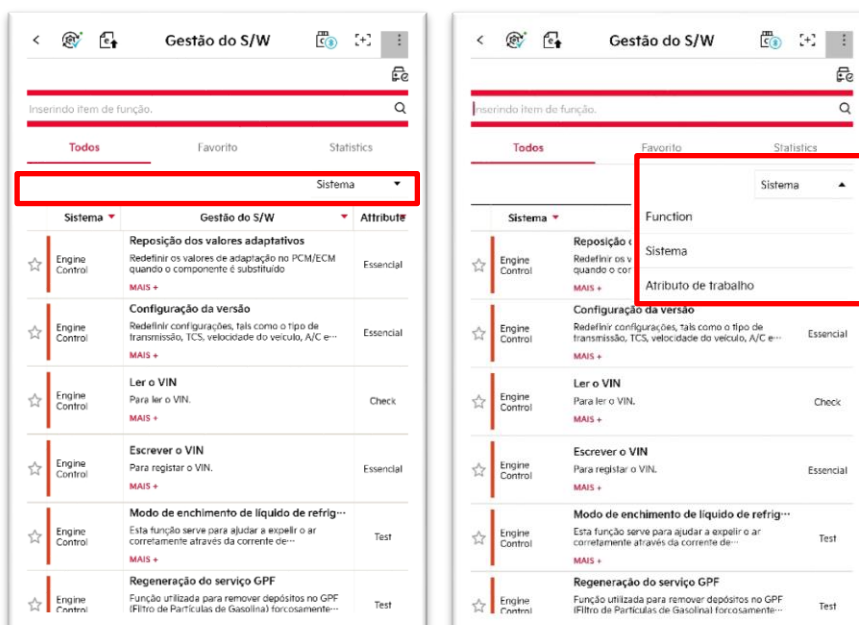 Gestão do S/W
Inserindo item de função.
Todos Favorito Statistics
Sistema
Sistema Gestão do S/W Attribute
Engine Control
Reposição dos valores adaptativos
Redefinir os valores de adaptação no PCM/ECM
quando o componente é substituído
MAIS +
Essencial
Engine Control
Configuração da versão
Redefinir configurações, tais como o tipo de
transmissão, TCS, velocidade do veículo, A/C e···
MAIS +
Essencial
Engine Control
Ler o VIN
Para ler o VIN.
MAIS +
Check
Engine Control
Escrever o VIN
Para registar o VIN.
MAIS +
Essencial
Engine Control
Modo de enchimento de líquido de refrig···
Esta função serve para ajudar a expelir o ar
corretamente através da corrente de···
MAIS +
Test
Engine Control
Regeneração do serviço GPF
Função utilizada para remover depósitos no GPF
(Filtro de Partículas de Gasolina) forçosamente···
Test
Gestão do S/W
Inserindo item de função.
Todos Favorito Statistics
Sistema
Function
Sistema
Atributo de trabalho
Sistema
Engine Control
Reposição
Redefinir os v
quando o cor
MAIS +
Engine Control
Configuração da versão
Redefinir configurações, tais como o tipo de
transmissão, TCS, velocidade do veículo, A/C e···
MAIS +
Essencial
Engine Control
Ler o VIN
Para ler o VIN.
MAIS +
Check
Engine Control
Escrever o VIN
Para registar o VIN.
MAIS +
Essencial
Engine Control
Modo de enchimento de líquido de refrig···
Esta função serve para ajudar a expelir o ar
corretamente através da corrente de···
MAIS +
Test
Engine Control
Regeneração do serviço GPF
Função utilizada para remover depósitos no GPF
(Filtro de Partículas de Gasolina) forçosamente···
Test